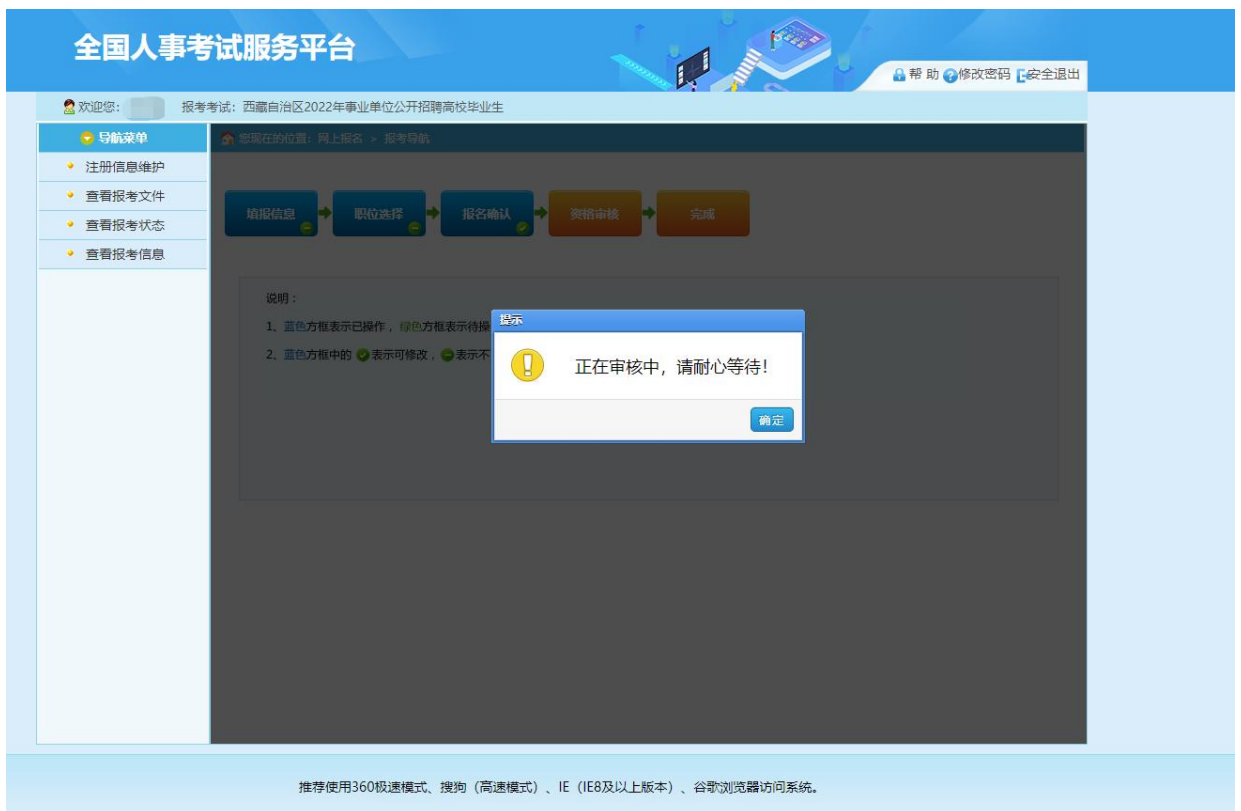 全国人事考试服务平台
帮 助 修改密码 安全退出
欢迎您： 报考考试：西藏自治区2022年事业单位公开招聘高校毕业生
导航菜单
您现在的位置：网上报名 > 报考导航
注册信息维护
查看报考文件
查看报考状态
查看报考信息
填报信息 职位选择 报名确认 资格审核 完成
说明：
1、蓝色方框表示已操作，绿色方框表示待操
2、蓝色方框中的 表示可修改， 表示不
提示
正在审核中，请耐心等待！
确定
推荐使用360极速模式、搜狗（高速模式）、IE（IE8及以上版本）、谷歌浏览器访问系统。